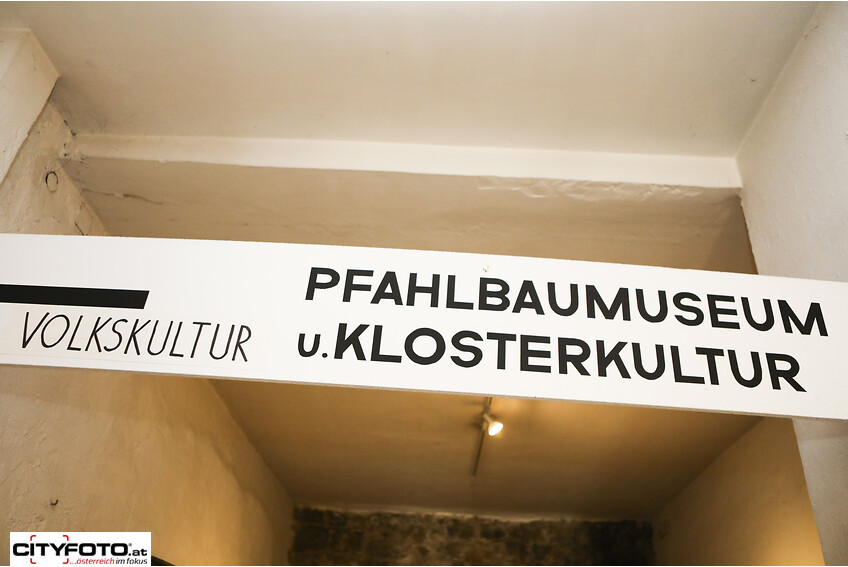 PFAHLBAUMUSEUM
VOLKSKULTUR
U. KLOSTERKULTUR
CITYFOTO.at
...österreich im fokus